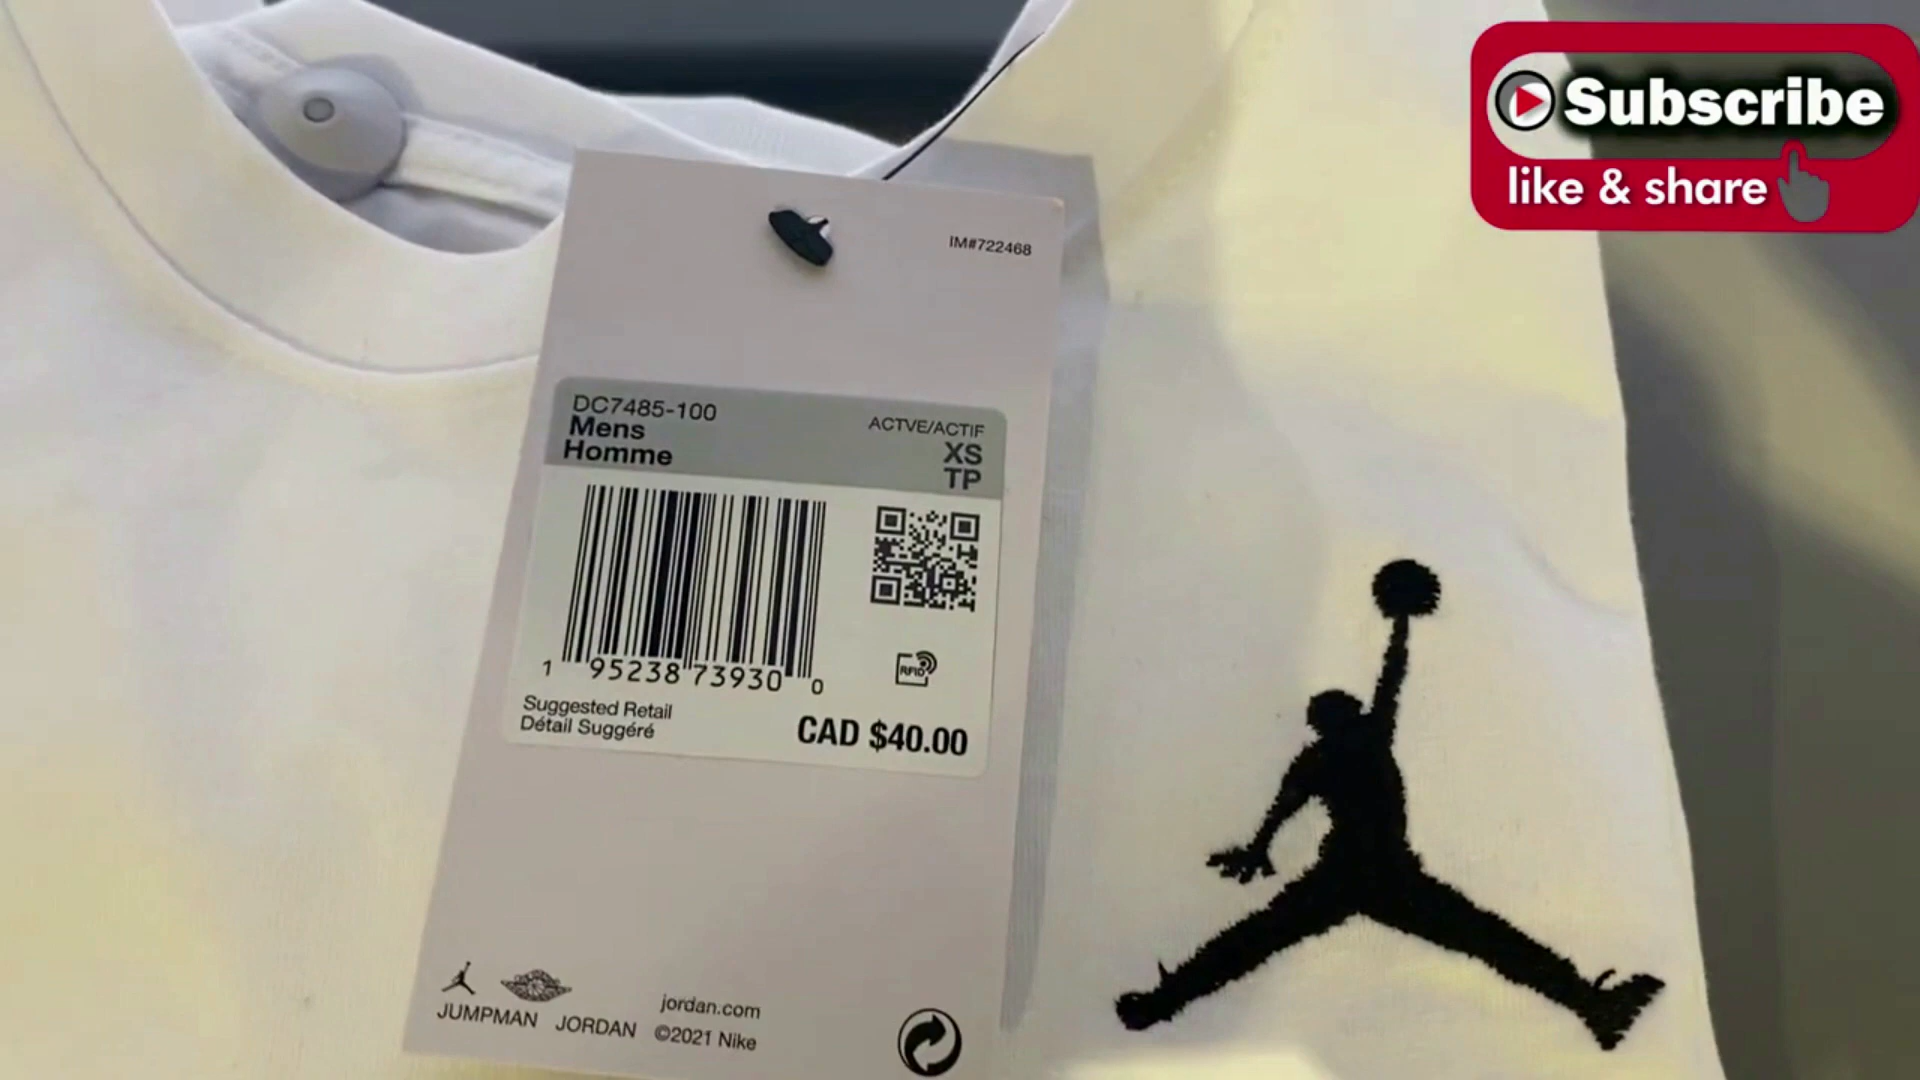 Subscribe
like & share
IM#722468
DC7485-100
Mens
Homme
ACTVE/ACTIF
XS
TP
1 95238 73930 0
RFID
Suggested Retail
Détail Suggéré
CAD $40.00
JUMPMAN JORDAN
jordan.com
©2021 Nike